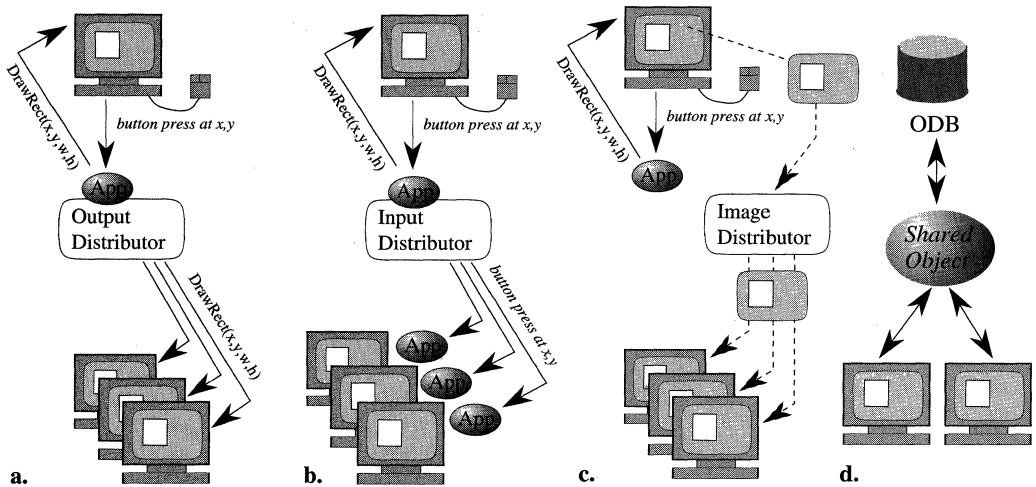 DrawRect(x,y,w,h)
button press at x,y
App
Output
Distributor
DrawRect(x,y,w,h)
a.
DrawRect(x,y,w,h)
button press at x,y
App
Input
Distributor
button press at x,y
App
App
App
b.
DrawRect(x,y,w,h)
button press at x,y
App
Image
Distributor
c.
ODB
Shared
Object
d.